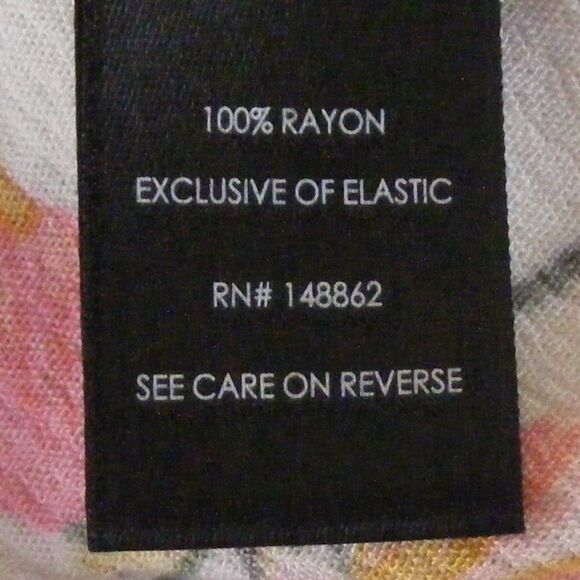 100% RAYON
EXCLUSIVE OF ELASTIC
RN# 148862
SEE CARE ON REVERSE